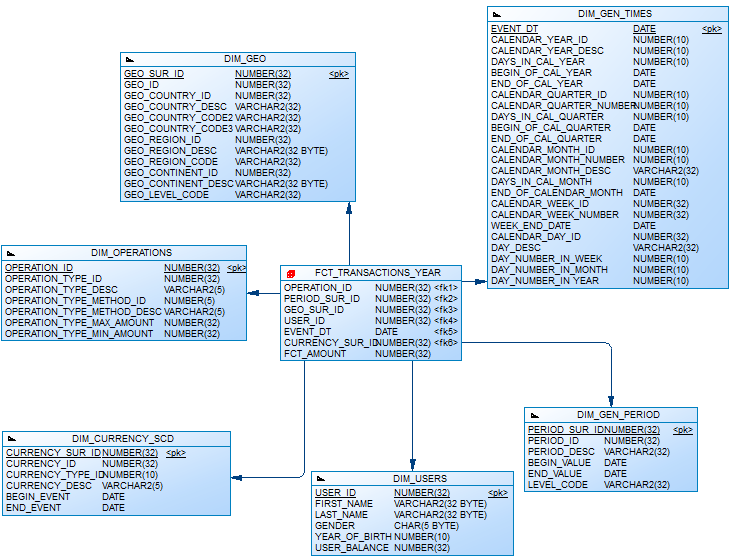 DIM_GEN_TIMES
EVENT_DT DATE <pk>
CALENDAR_YEAR_ID NUMBER(10)
CALENDAR_YEAR_DESC NUMBER(10)
DAYS_IN_CAL_YEAR NUMBER(10)
BEGIN_OF_CAL_YEAR DATE
END_OF_CAL_YEAR DATE
CALENDAR_QUARTER_ID NUMBER(10)
CALENDAR_QUARTER_NUMBER NUMBER(10)
DAYS_IN_CAL_QUARTER NUMBER(10)
BEGIN_OF_CAL_QUARTER DATE
END_OF_CAL_QUARTER DATE
CALENDAR_MONTH_ID NUMBER(10)
CALENDAR_MONTH_NUMBER NUMBER(10)
CALENDAR_MONTH_DESC VARCHAR2(32)
DAYS_IN_CAL_MONTH NUMBER(10)
END_OF_CALENDAR_MONTH DATE
CALENDAR_WEEK_ID NUMBER(32)
CALENDAR_WEEK_NUMBER NUMBER(32)
WEEK_END_DATE DATE
CALENDAR_DAY_ID NUMBER(32)
DAY_DESC VARCHAR2(32)
DAY_NUMBER_IN_WEEK NUMBER(10)
DAY_NUMBER_IN_MONTH NUMBER(10)
DAY_NUMBER_IN YEAR NUMBER(10)
DIM_GEO
GEO_SUR_ID NUMBER(32) <pk>
GEO_ID NUMBER(32)
GEO_COUNTRY_ID NUMBER(32)
GEO_COUNTRY_DESC VARCHAR2(32)
GEO_COUNTRY_CODE2 VARCHAR2(32)
GEO_COUNTRY_CODE3 VARCHAR2(32)
GEO_REGION_ID NUMBER(32)
GEO_REGION_DESC VARCHAR2(32 BYTE)
GEO_REGION_CODE VARCHAR2(32)
GEO_CONTINENT_ID NUMBER(32)
GEO_CONTINENT_DESC VARCHAR2(32 BYTE)
GEO_LEVEL_CODE VARCHAR2(32)
DIM_OPERATIONS
OPERATION_ID NUMBER(32) <pk>
OPERATION_TYPE_ID NUMBER(32)
OPERATION_TYPE_DESC VARCHAR2(5)
OPERATION_TYPE_METHOD_ID NUMBER(5)
OPERATION_TYPE_METHOD_DESC VARCHAR2(5)
OPERATION_TYPE_MAX_AMOUNT NUMBER(32)
OPERATION_TYPE_MIN_AMOUNT NUMBER(32)
FCT_TRANSACTIONS_YEAR
OPERATION_ID NUMBER(32) <fk1>
PERIOD_SUR_ID NUMBER(32) <fk2>
GEO_SUR_ID NUMBER(32) <fk3>
USER_ID NUMBER(32) <fk4>
EVENT_DT DATE <fk5>
CURRENCY_SUR_ID NUMBER(32) <fk6>
FCT_AMOUNT NUMBER(32)
DIM_GEN_PERIOD
PERIOD_SUR_ID NUMBER(32) <pk>
PERIOD_ID NUMBER(32)
PERIOD_DESC VARCHAR2(32)
BEGIN_VALUE DATE
END_VALUE DATE
LEVEL_CODE VARCHAR2(32)
DIM_CURRENCY_SCD
CURRENCY_SUR_ID NUMBER(32) <pk>
CURRENCY_ID NUMBER(32)
CURRENCY_TYPE_ID NUMBER(10)
CURRENCY_DESC VARCHAR2(5)
BEGIN_EVENT DATE
END_EVENT DATE
DIM_USERS
USER_ID NUMBER(32) <pk>
FIRST_NAME VARCHAR2(32 BYTE)
LAST_NAME VARCHAR2(32 BYTE)
GENDER CHAR(5 BYTE)
YEAR_OF_BIRTH NUMBER(10)
USER_BALANCE NUMBER(32)